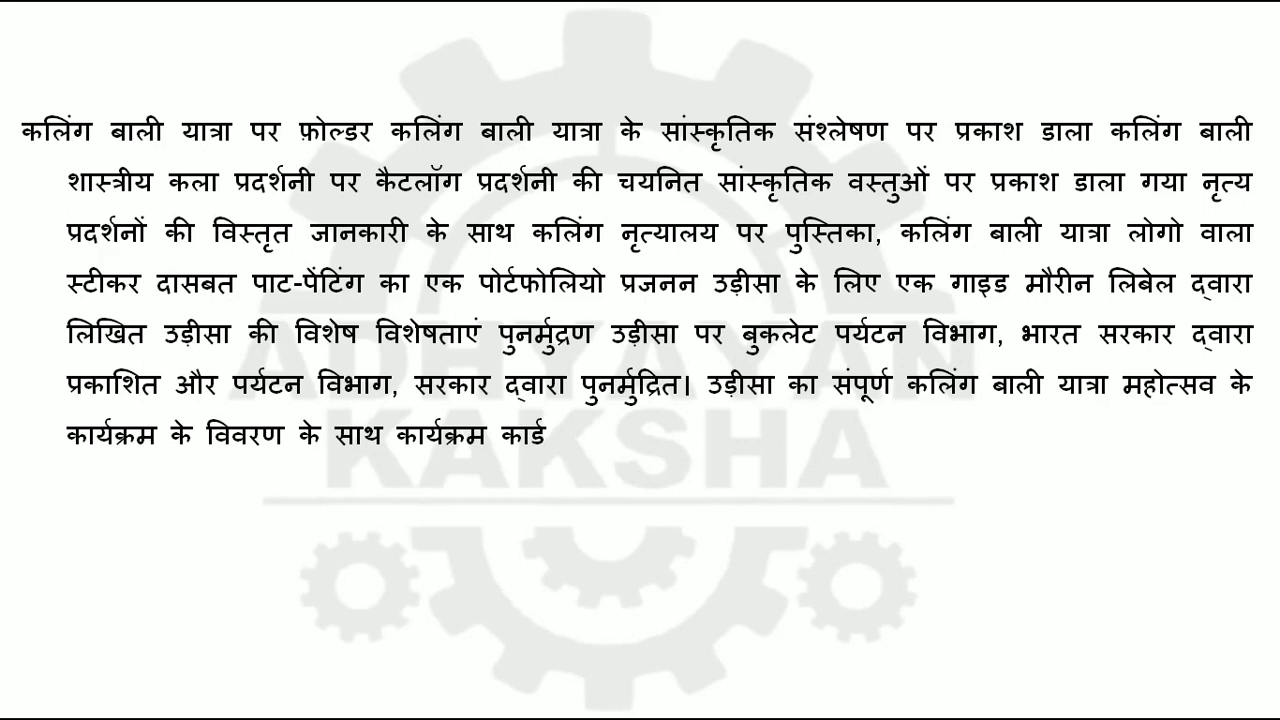 कलिंग बाली यात्रा पर फ़ोल्डर कलिंग बाली यात्रा के सांस्कृतिक संश्लेषण पर प्रकाश डाला कलिंग बाली
शास्त्रीय कला प्रदर्शनी पर कैटलॉग प्रदर्शनी की चयनित सांस्कृतिक वस्तुओं पर प्रकाश डाला गया नृत्य
प्रदर्शनों की विस्तृत जानकारी के साथ कलिंग नृत्यालय पर पुस्तिका, कलिंग बाली यात्रा लोगो वाला
स्टीकर दासबत पाट-पेंटिंग का एक पोर्टफोलियो प्रजनन उड़ीसा के लिए एक गाइड मौरीन लिबेल द्वारा
लिखित उड़ीसा की विशेष विशेषताएं पुनर्मुद्रण उड़ीसा पर बुकलेट पर्यटन विभाग, भारत सरकार द्वारा
प्रकाशित और पर्यटन विभाग, सरकार द्वारा पुनर्मुद्रित। उड़ीसा का संपूर्ण कलिंग बाली यात्रा महोत्सव के
कार्यक्रम के विवरण के साथ कार्यक्रम कार्ड
ADHYAYAN
KAKSHA